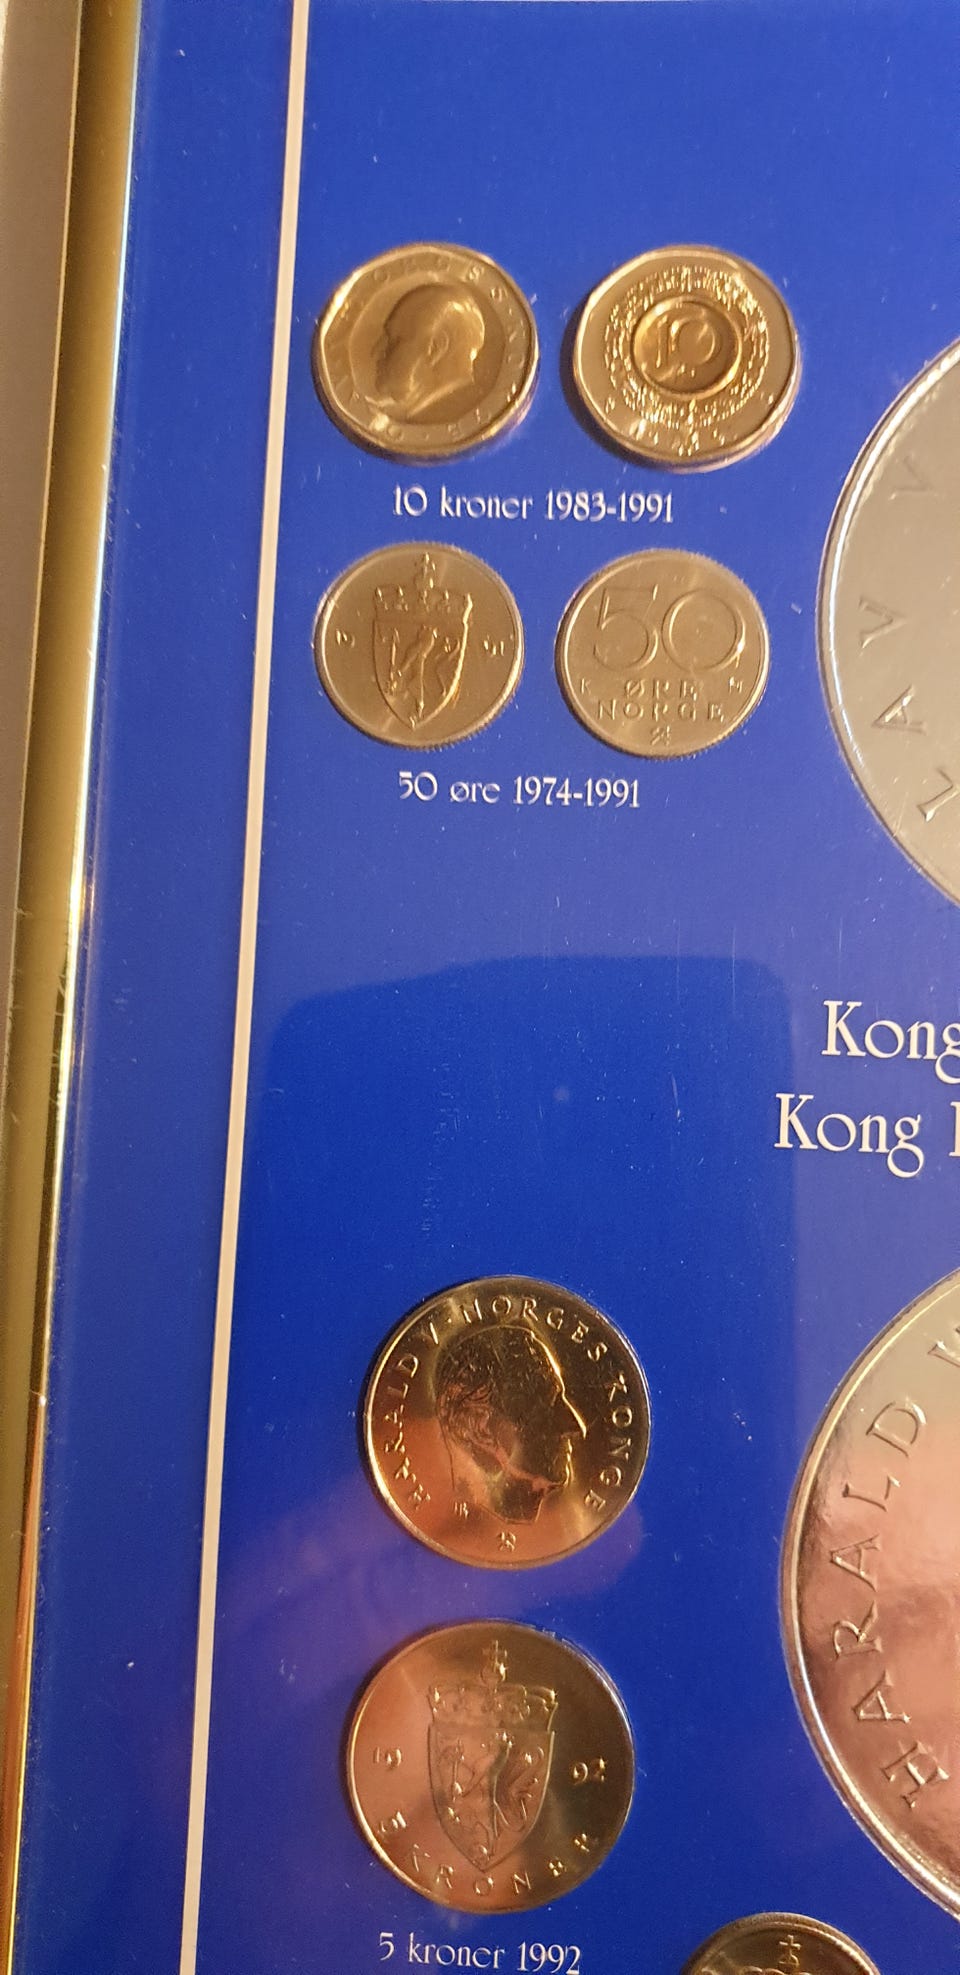 10 kroner 1983-1991
50
ØRE
NORGE
50 øre 1974-1991
Kong
Kong
HARALD V · NORGES KONGE
HARALD
92
5 KRONER
5 kroner 1992